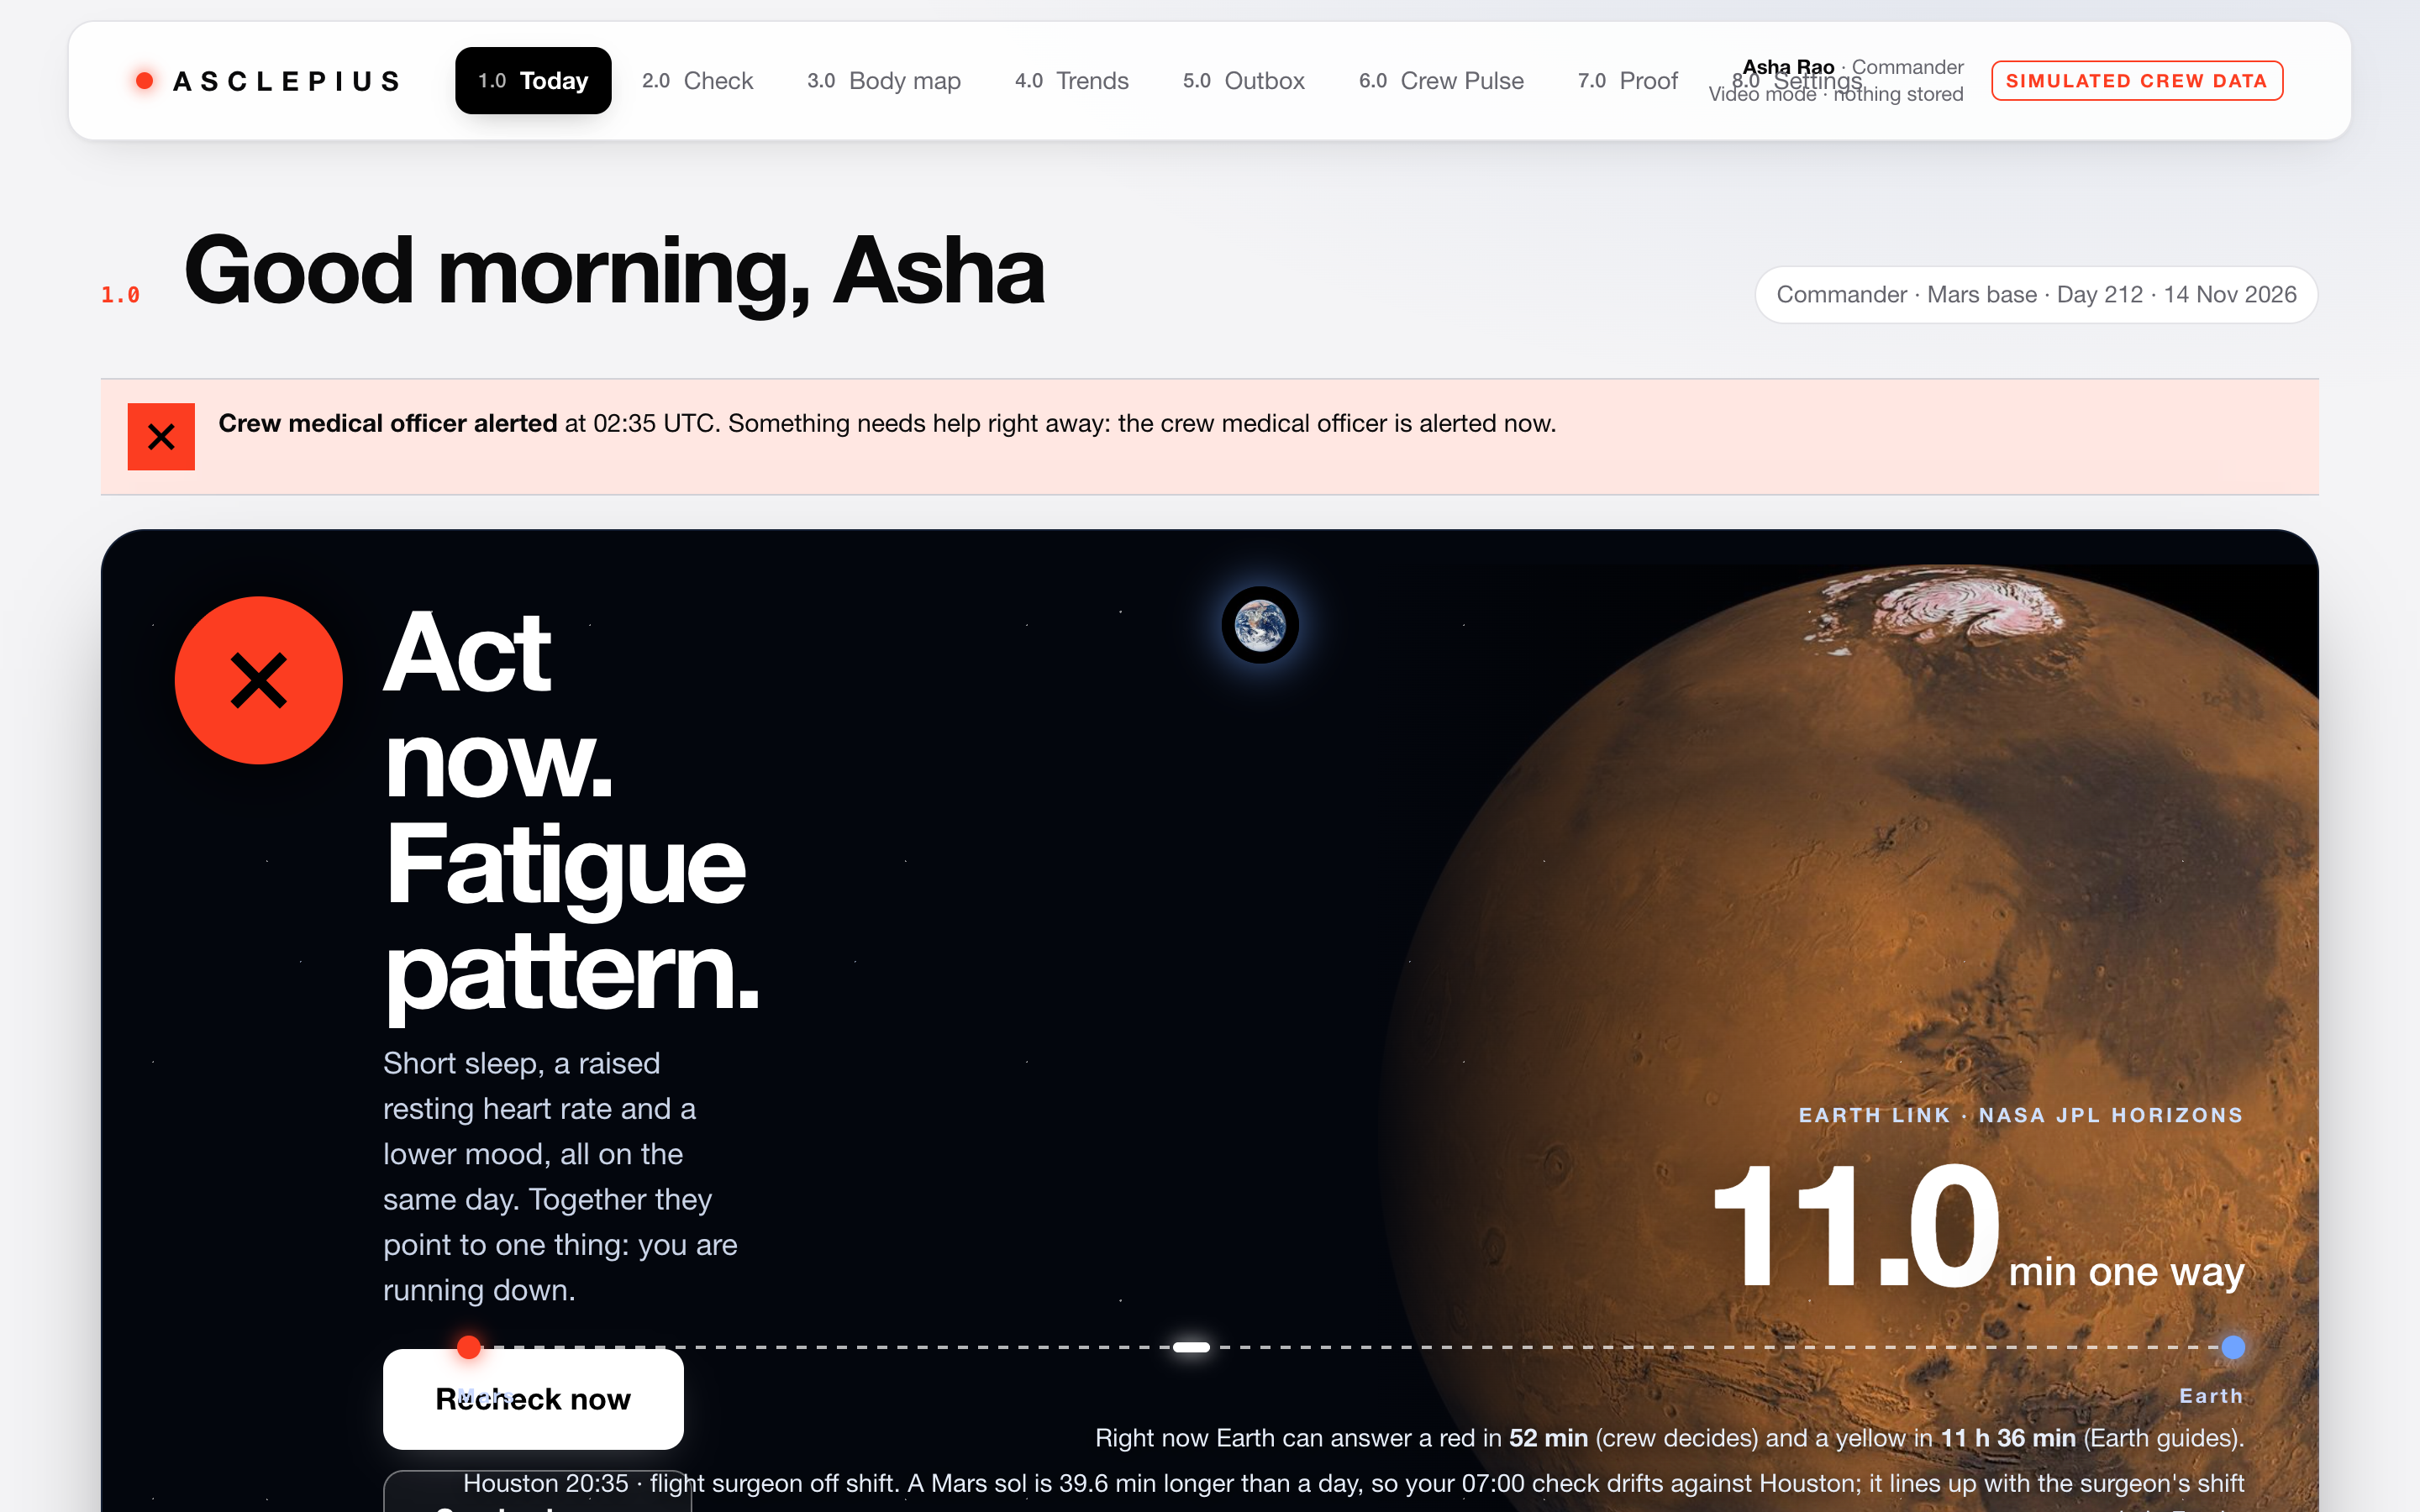 ASCLEPIUS
1.0 Today
2.0 Check
3.0 Body map
4.0 Trends
5.0 Outbox
6.0 Crew Pulse
7.0 Proof
8.0 Settings
Asha Rao · Commander
Video mode · nothing stored
SIMULATED CREW DATA
1.0 Good morning, Asha
Commander · Mars base · Day 212 · 14 Nov 2026
Crew medical officer alerted at 02:35 UTC. Something needs help right away: the crew medical officer is alerted now.
Act
now.
Fatigue
pattern.
Short sleep, a raised
resting heart rate and a
lower mood, all on the
same day. Together they
point to one thing: you are
running down.
EARTH LINK · NASA JPL HORIZONS
11.0 min one way
Recheck now
Mars
Earth
Right now Earth can answer a red in 52 min (crew decides) and a yellow in 11 h 36 min (Earth guides).
Houston 20:35 · flight surgeon off shift. A Mars sol is 39.6 min longer than a day, so your 07:00 check drifts against Houston; it lines up with the surgeon's shift